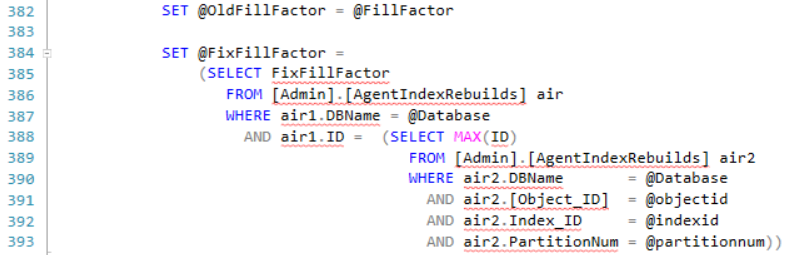 382 SET @OldFillFactor = @FillFactor
383
384 SET @FixFillFactor =
385 (SELECT FixFillFactor
386 FROM [Admin].[AgentIndexRebuilds] air
387 WHERE air1.DBName = @Database
388 AND air1.ID = (SELECT MAX(ID)
389 FROM [Admin].[AgentIndexRebuilds] air2
390 WHERE air2.DBName = @Database
391 AND air2.[Object_ID] = @objectid
392 AND air2.Index_ID = @indexid
393 AND air2.PartitionNum = @partitionnum))